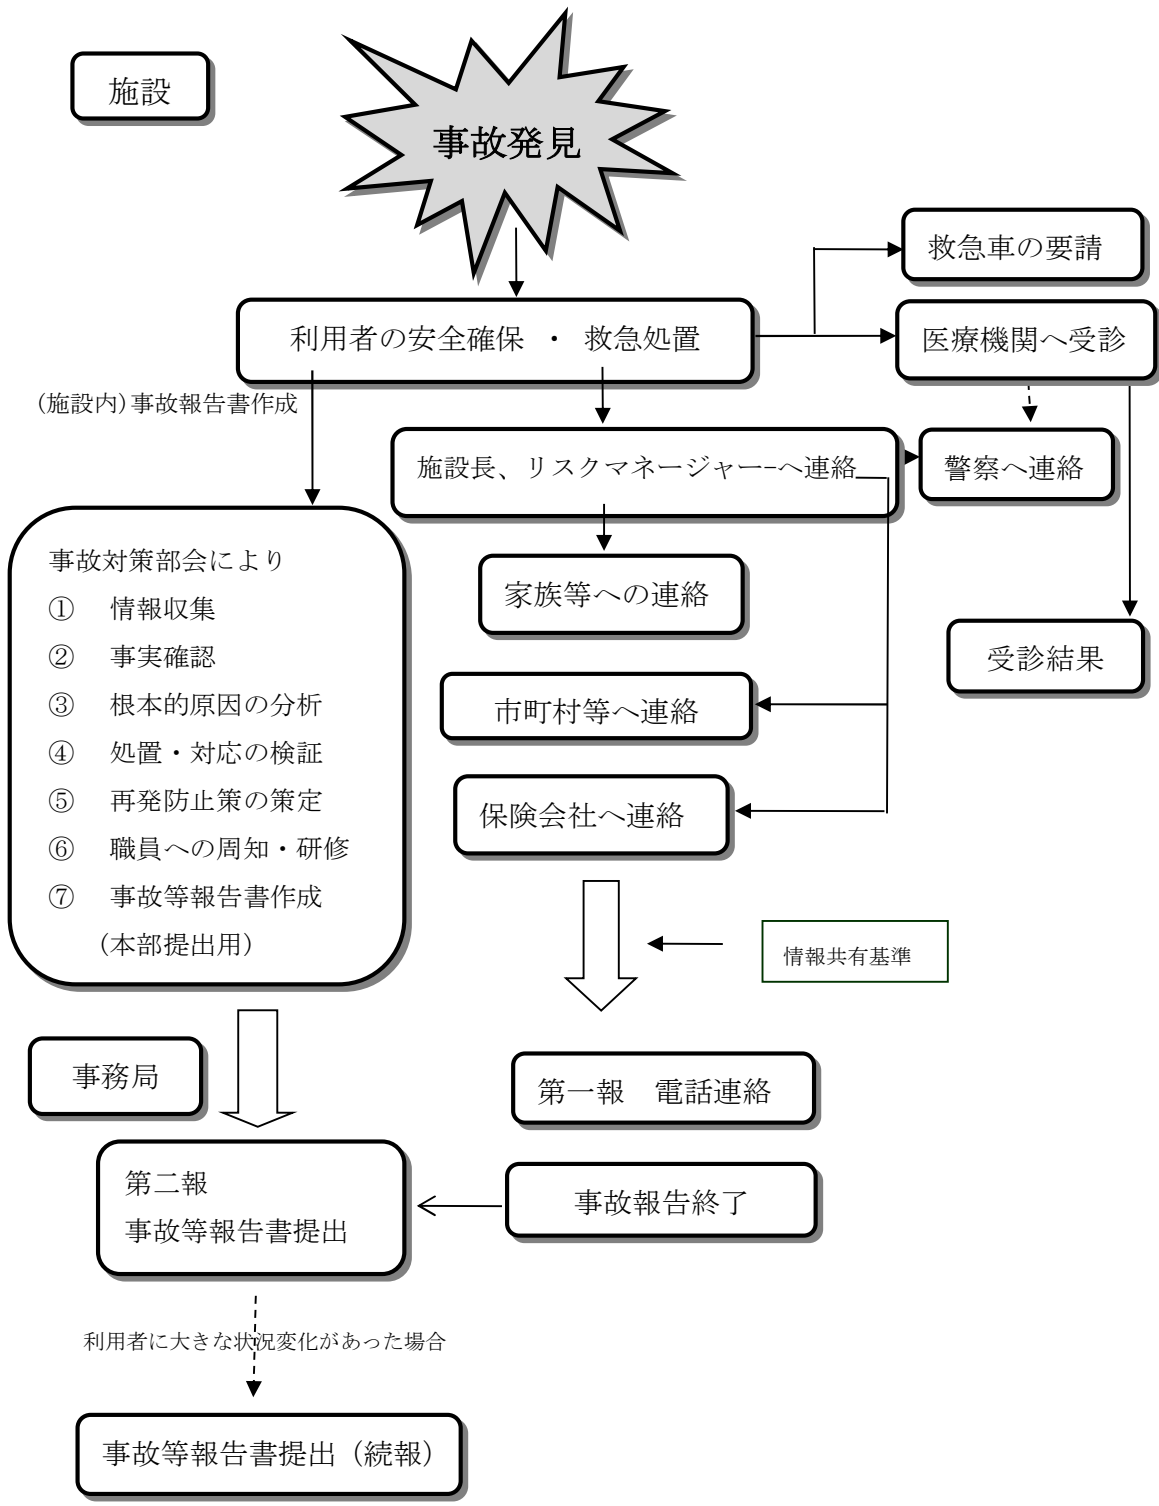 施設
事故発見
救急車の要請
利用者の安全確保 ・ 救急処置
医療機関へ受診
(施設内)事故報告書作成
施設長、リスクマネージャー-へ連絡
警察へ連絡
事故対策部会により
① 情報収集
② 事実確認
③ 根本的原因の分析
④ 処置・対応の検証
⑤ 再発防止策の策定
⑥ 職員への周知・研修
⑦ 事故等報告書作成
(本部提出用)
家族等への連絡
受診結果
市町村等へ連絡
保険会社へ連絡
情報共有基準
事務局
第一報 電話連絡
第二報
事故等報告書提出
事故報告終了
利用者に大きな状況変化があった場合
事故等報告書提出（続報）